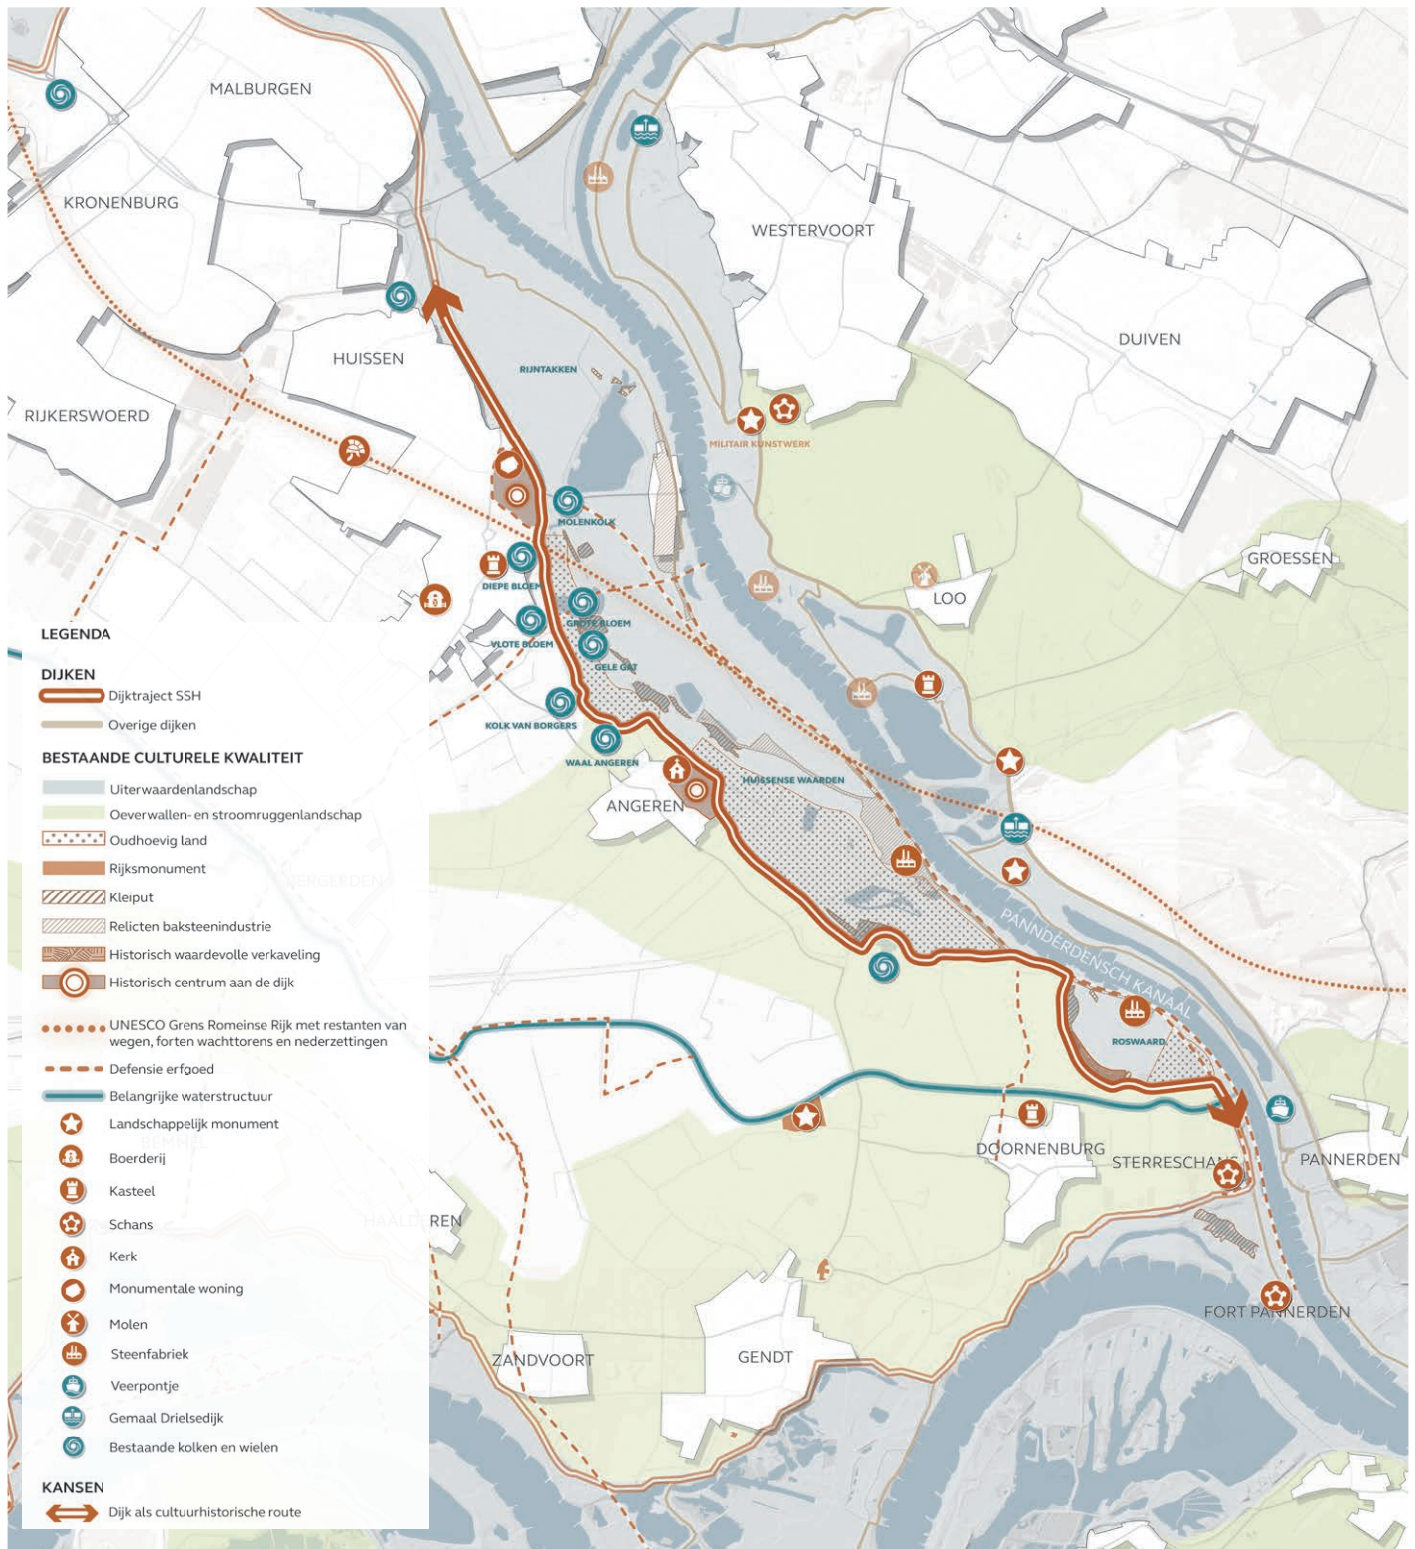 MALBURGEN
KRONENBURG
WESTERVOORT
HUISSEN
DUIVEN
RIJNTAKKEN
RIJKERSWOERD
MILITAIR KUNSTWERK
MOLENKOLK
GROESSEN
DIEPE BLOEM
LOO
GROTE BLOEM
VLOTE BLOEM
GELE GAT
KOLK VAN BORGERS
WAAL ANGEREN
HUISSENSE WAARDEN
ANGEREN
PANNDERDENSCH KANAAL
ROSWAARD
DOORNENBURG
STERRESCHANS
PANNERDEN
HAALDEREN
BEMMEL
FORT PANNERDEN
ZANDVOORT
GENDT
LEGENDA
DIJKEN
Dijktraject SSH
Overige dijken
BESTAANDE CULTURELE KWALITEIT
Uiterwaardenlandschap
Oeverwallen- en stroomruggenlandschap
Oudhoevig land
Rijksmonument
Kleiput
Relicten baksteenindustrie
Historisch waardevolle verkaveling
Historisch centrum aan de dijk
UNESCO Grens Romeinse Rijk met restanten van
wegen, forten wachttorens en nederzettingen
Defensie erfgoed
Belangrijke waterstructuur
Landschappelijk monument
Boerderij
Kasteel
Schans
Kerk
Monumentale woning
Molen
Steenfabriek
Veerpontje
Gemaal Drielsedijk
Bestaande kolken en wielen
KANSEN
Dijk als cultuurhistorische route